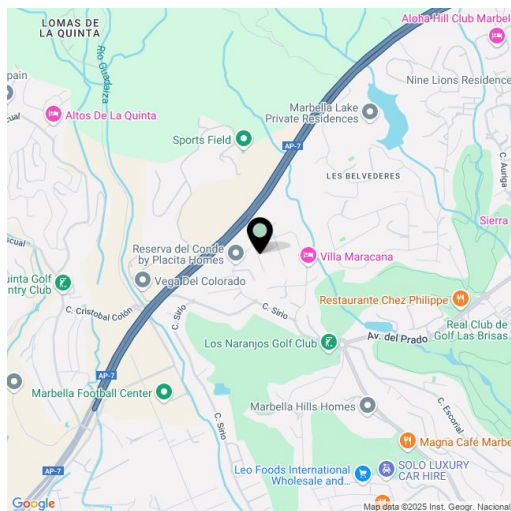 LOMAS DE
LA QUINTA
Río Guadaiza
Aloha Hill Club Marbel
Nine Lions Residence
pain
Altos De La Quinta
Marbella Lake
Private Residences
Sports Field
AP-7
C. Auriga
LES BELVEDERES
Sierra
Reserva del Conde
by Placita Homes
Villa Maracana
Vega Del Colorado
uinta Golf
ntry Club
Restaurante Chez Philippe
C. Cristobal Colón
C. Sirio
C. Sirio
Real Club de
Golf Las Brisas
Av. del Prado
Los Naranjos Golf Club
AP-7
Marbella Football Center
Marbella Hills Homes
C. Escorial
C. Sirio
Magna Café Marbe
AP-7
Leo Foods International
Wholesale and...
SOLO LUXURY
CAR HIRE
Google
Map data ©2025 Inst. Geogr. Nacional